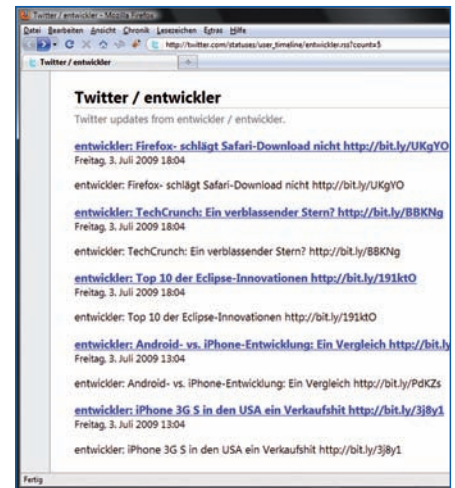 Twitter / entwickler - Mozilla Firefox
Datei Bearbeiten Ansicht Chronik Lesezeichen Extras Hilfe
http://twitter.com/statuses/user_timeline/entwickler.rss?count=5
Twitter / entwickler
Twitter / entwickler
Twitter updates from entwickler / entwickler.
entwickler: Firefox- schlägt Safari-Download nicht http://bit.ly/UKgYO
Freitag, 3. Juli 2009 18:04
entwickler: Firefox- schlägt Safari-Download nicht http://bit.ly/UKgYO
entwickler: TechCrunch: Ein verblassender Stern? http://bit.ly/BBKNg
Freitag, 3. Juli 2009 18:04
entwickler: TechCrunch: Ein verblassender Stern? http://bit.ly/BBKNg
entwickler: Top 10 der Eclipse-Innovationen http://bit.ly/191ktO
Freitag, 3. Juli 2009 18:04
entwickler: Top 10 der Eclipse-Innovationen http://bit.ly/191ktO
entwickler: Android- vs. iPhone-Entwicklung: Ein Vergleich http://bit.ly
Freitag, 3. Juli 2009 13:04
entwickler: Android- vs. iPhone-Entwicklung: Ein Vergleich http://bit.ly/PdKZs
entwickler: iPhone 3G S in den USA ein Verkaufshit http://bit.ly/3j8y1
Freitag, 3. Juli 2009 13:04
entwickler: iPhone 3G S in den USA ein Verkaufshit http://bit.ly/3j8y1
Fertig